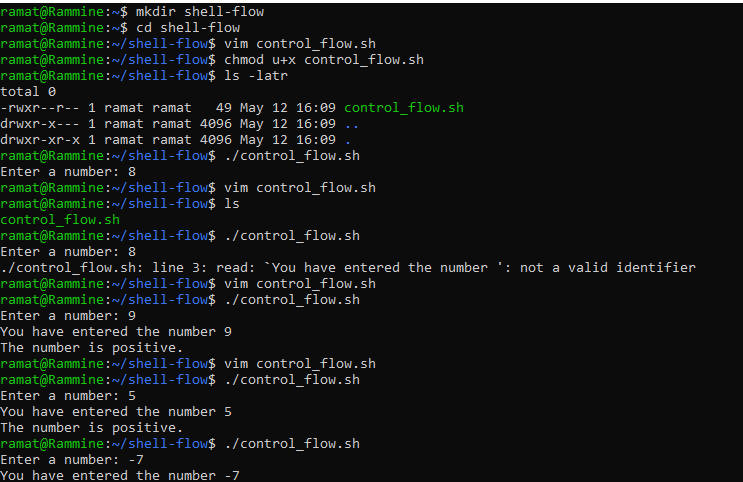 ramat@Rammine:~$ mkdir shell-flow
ramat@Rammine:~$ cd shell-flow
ramat@Rammine:~/shell-flow$ vim control_flow.sh
ramat@Rammine:~/shell-flow$ chmod u+x control_flow.sh
ramat@Rammine:~/shell-flow$ ls -latr
total 0
-rwxr--r-- 1 ramat ramat   49 May 12 16:09 control_flow.sh
drwxr-x--- 1 ramat ramat 4096 May 12 16:09 ..
drwxr-xr-x 1 ramat ramat 4096 May 12 16:09 .
ramat@Rammine:~/shell-flow$ ./control_flow.sh
Enter a number: 8
ramat@Rammine:~/shell-flow$ vim control_flow.sh
ramat@Rammine:~/shell-flow$ ls
control_flow.sh
ramat@Rammine:~/shell-flow$ ./control_flow.sh
Enter a number: 8
./control_flow.sh: line 3: read: `You have entered the number ': not a valid identifier
ramat@Rammine:~/shell-flow$ vim control_flow.sh
ramat@Rammine:~/shell-flow$ ./control_flow.sh
Enter a number: 9
You have entered the number 9
The number is positive.
ramat@Rammine:~/shell-flow$ vim control_flow.sh
ramat@Rammine:~/shell-flow$ ./control_flow.sh
Enter a number: 5
You have entered the number 5
The number is positive.
ramat@Rammine:~/shell-flow$ ./control_flow.sh
Enter a number: -7
You have entered the number -7